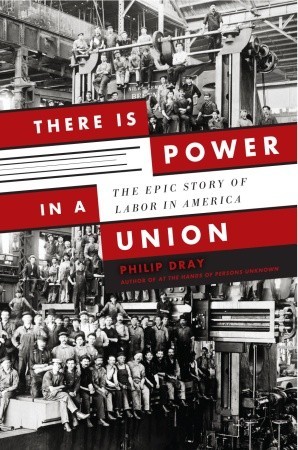 THERE IS
POWER
THE EPIC STORY OF
IN A
LABOR IN AMERICA
UNION
PHILIP DRAY
AUTHOR OF AT THE HANDS OF PERSONS UNKNOWN